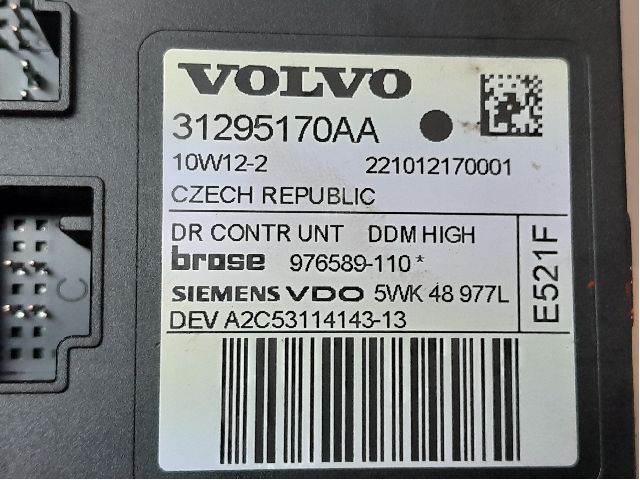 VOLVO
31295170AA
10W12-2 221012170001
CZECH REPUBLIC
DR CONTR UNT DDM HIGH
brose 976589-110*
SIEMENS VDO 5WK 48 977L
DEV A2C53114143-13
E521F
C